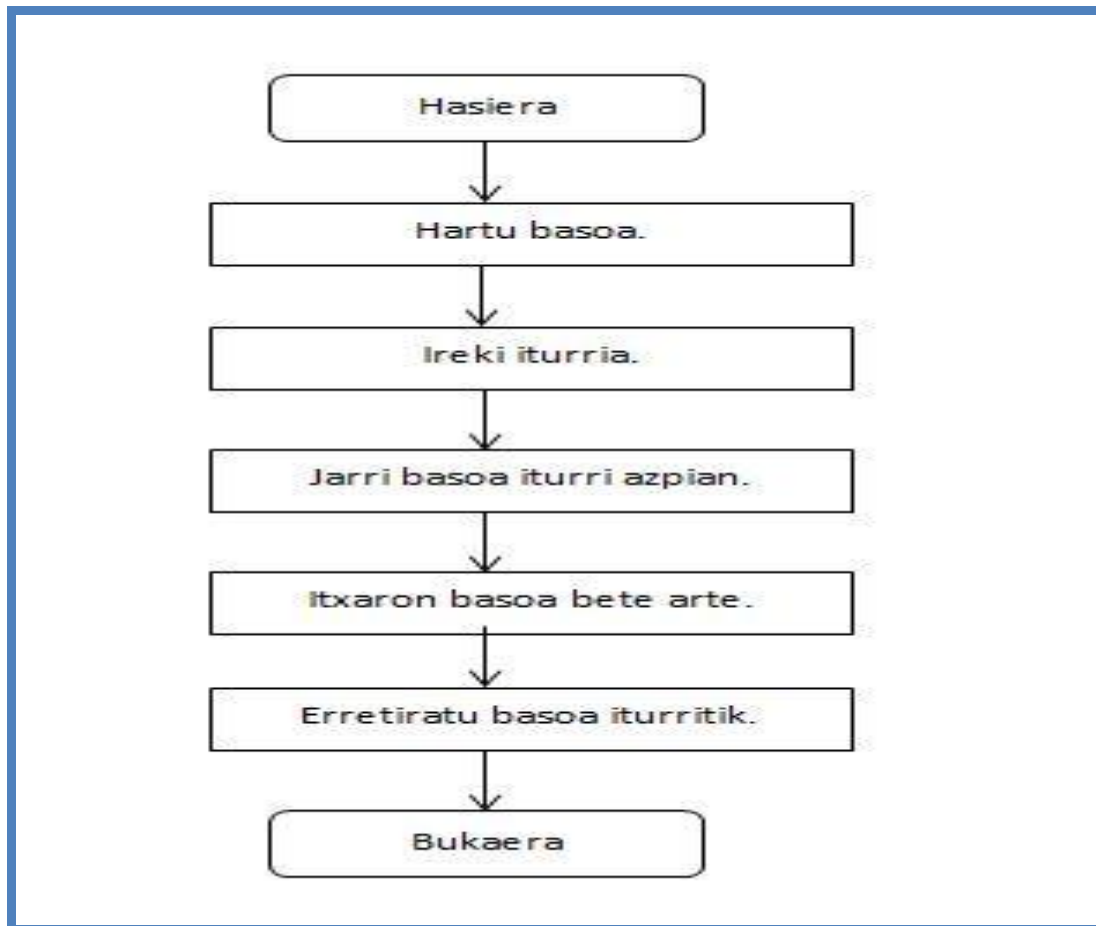 Hasiera
Hartu basoa.
Ireki iturria.
Jarri basoa iturri azpian.
Itxaron basoa bete arte.
Erretiratu basoa iturritik.
Bukaera